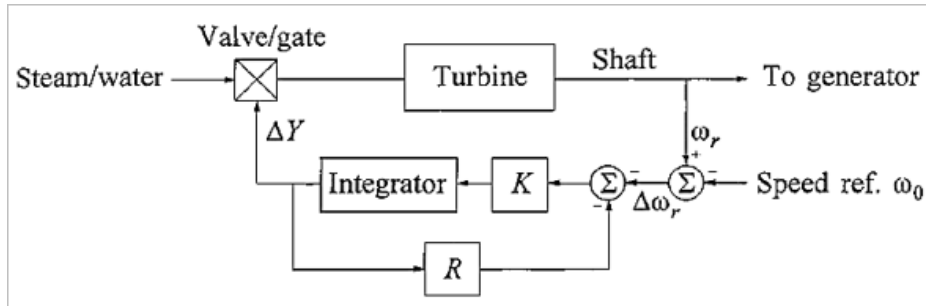 Valve/gate
Steam/water
Turbine
Shaft
To generator
ΔY
ω_r
+
Integrator
K
Σ
-
Δω_r
Σ
-
Speed ref. ω_0
-
R